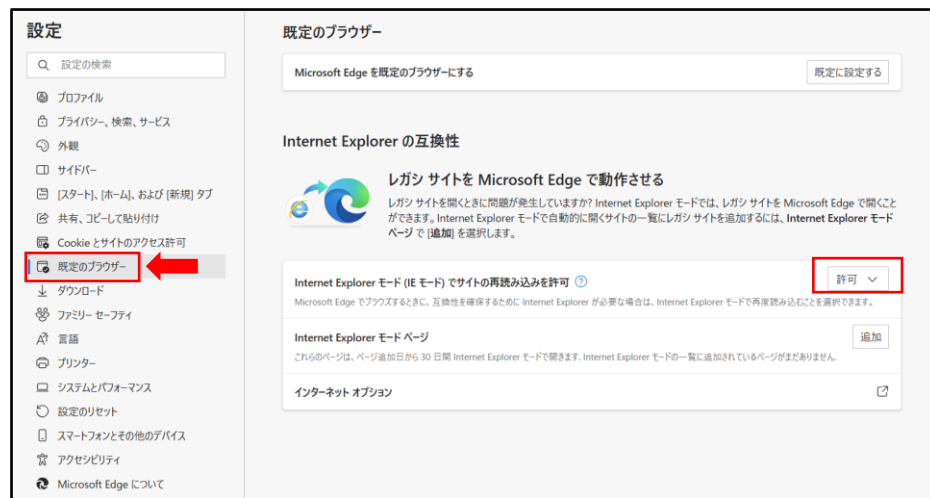 設定
設定の検索
プロファイル
プライバシー、検索、サービス
外観
サイドバー
[スタート]、[ホーム]、および [新規] タブ
共有、コピーして貼り付け
Cookie とサイトのアクセス許可
既定のブラウザー
ダウンロード
ファミリー セーフティ
言語
プリンター
システムとパフォーマンス
設定のリセット
スマートフォンとその他のデバイス
アクセシビリティ
Microsoft Edge について
既定のブラウザー
Microsoft Edge を既定のブラウザーにする
既定に設定する
Internet Explorer の互換性
レガシ サイトを Microsoft Edge で動作させる
レガシ サイトを開くときに問題が発生していますか? Internet Explorer モードでは、レガシ サイトを Microsoft Edge で開くこと
ができます。Internet Explorer モードで自動的に開くサイトの一覧にレガシ サイトを追加するには、Internet Explorer モード
ページ で [追加] を選択します。
Internet Explorer モード (IE モード) でサイトの再読み込みを許可
許可
Microsoft Edge でブラウズするときに、互換性を確保するために Internet Explorer が必要な場合は、Internet Explorer モードで再度読み込むことを選択できます。
Internet Explorer モード ページ
追加
これらのページは、ページ追加日から 30 日間 Internet Explorer モードで開きます. Internet Explorer モードの一覧に追加されているページがまだありません.
インターネット オプション